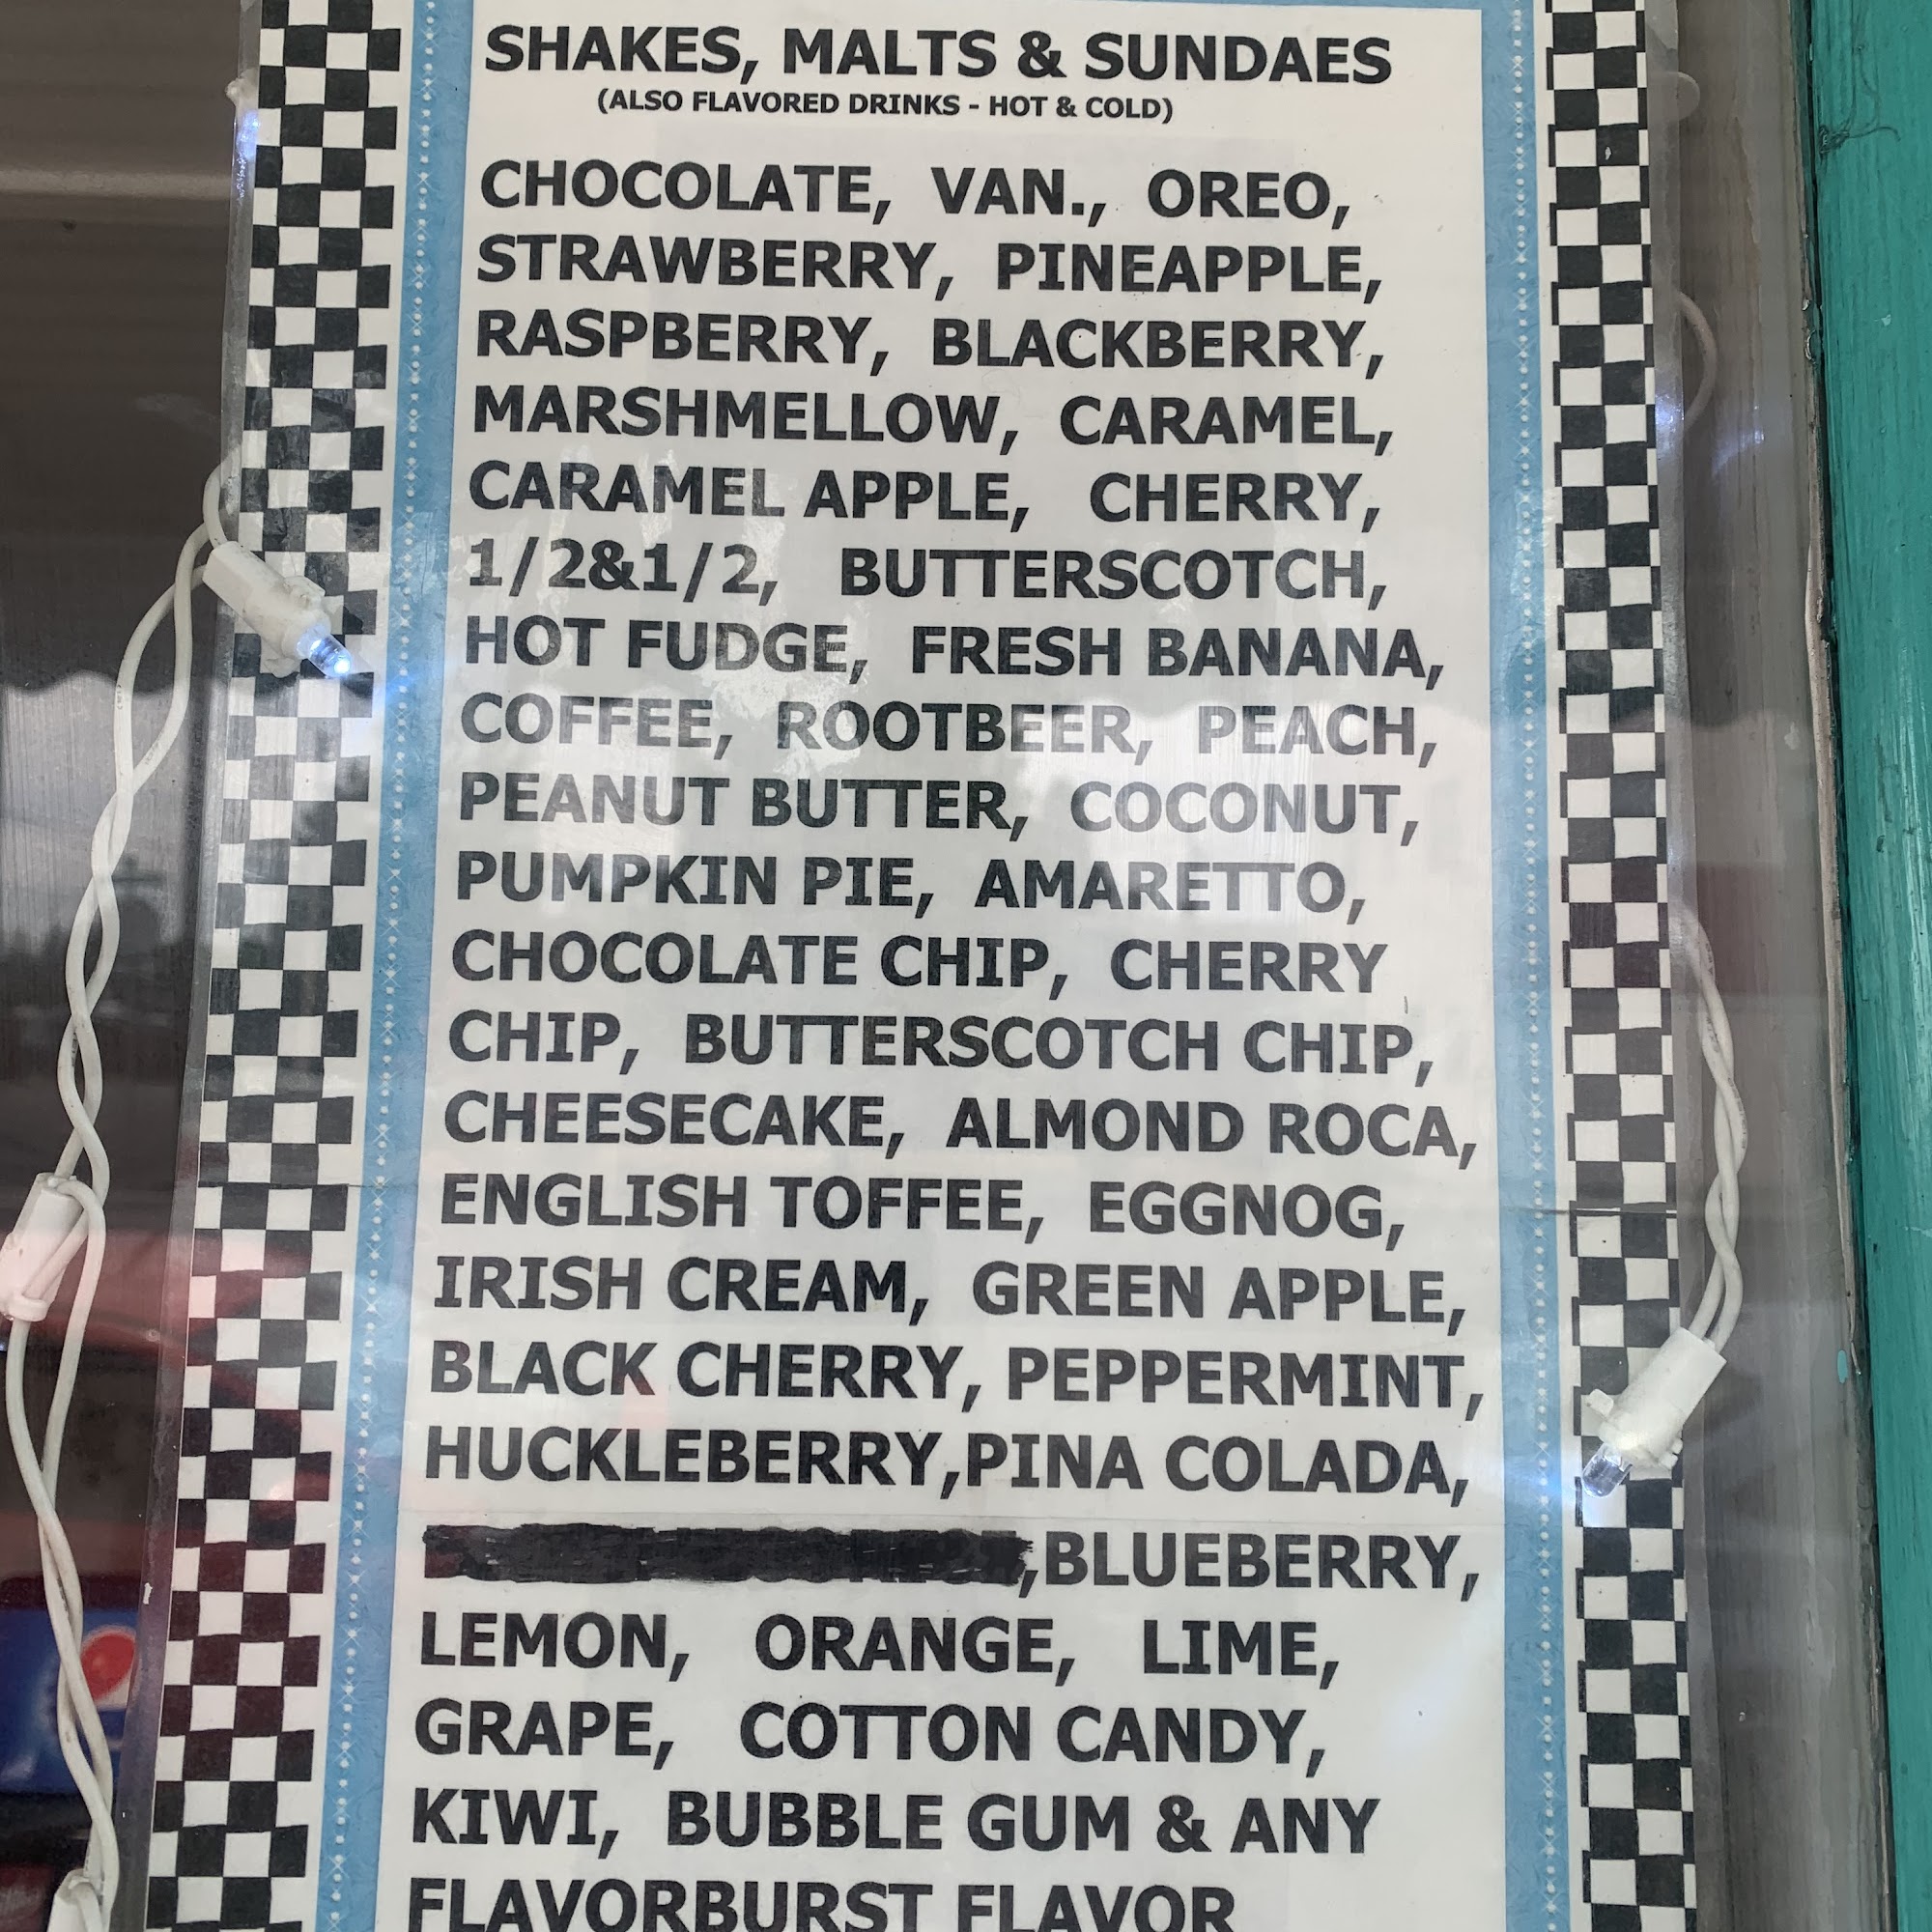 SHAKES, MALTS & SUNDAES
(ALSO FLAVORED DRINKS - HOT & COLD)
CHOCOLATE, VAN., OREO,
STRAWBERRY, PINEAPPLE,
RASPBERRY, BLACKBERRY,
MARSHMELLOW, CARAMEL,
CARAMEL APPLE, CHERRY,
1/2&1/2, BUTTERSCOTCH,
HOT FUDGE, FRESH BANANA,
COFFEE, ROOTBEER, PEACH,
PEANUT BUTTER, COCONUT,
PUMPKIN PIE, AMARETTO,
CHOCOLATE CHIP, CHERRY
CHIP, BUTTERSCOTCH CHIP,
CHEESECAKE, ALMOND ROCA,
ENGLISH TOFFEE, EGGNOG,
IRISH CREAM, GREEN APPLE,
BLACK CHERRY, PEPPERMINT,
HUCKLEBERRY,PINA COLADA,
,BLUEBERRY,
LEMON, ORANGE, LIME,
GRAPE, COTTON CANDY,
KIWI, BUBBLE GUM & ANY
FLAVORBURST FLAVOR